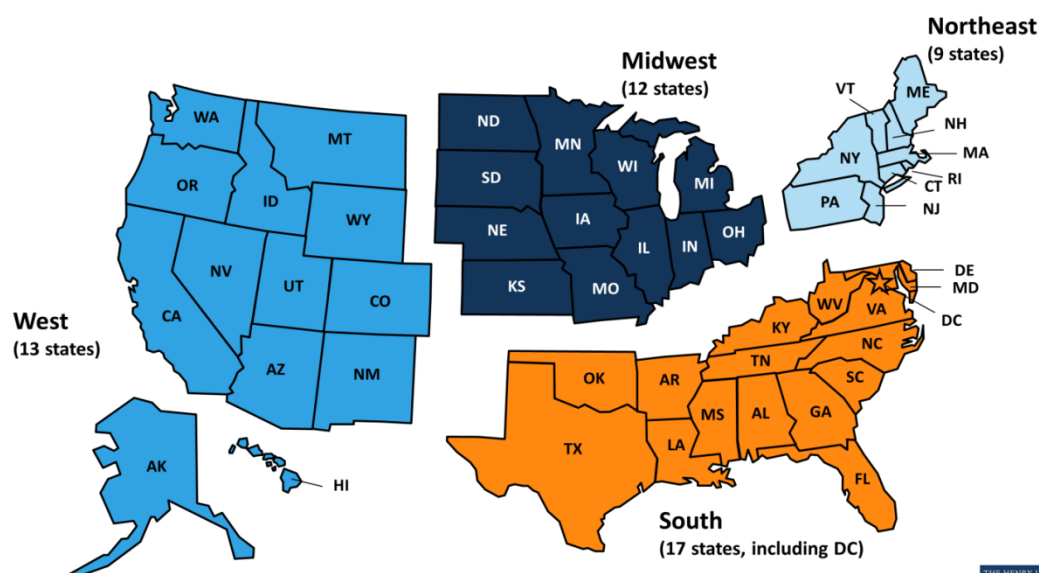 Northeast
(9 states)
Midwest
(12 states)
West
(13 states)
South
(17 states, including DC)
WA
MT
OR
ID
WY
NV
UT
CO
CA
AZ
NM
AK
HI
ND
MN
SD
WI
MI
NE
IA
IL
IN
OH
KS
MO
VT
ME
NH
NY
MA
RI
CT
PA
NJ
DE
MD
WV
VA
DC
KY
NC
TN
OK
AR
SC
MS
AL
GA
TX
LA
FL
THE HENRY